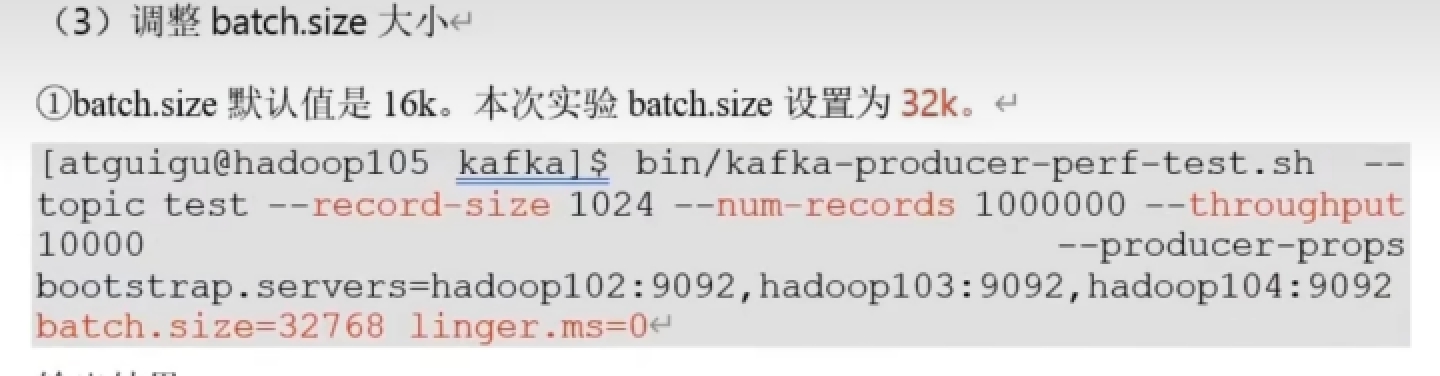 （3）调整 batch.size 大小↵
①batch.size 默认值是 16k。本次实验 batch.size 设置为 32k。↵
[atguigu@hadoop105 kafka]$ bin/kafka-producer-perf-test.sh --
topic test --record-size 1024 --num-records 1000000 --throughput
10000 --producer-props
bootstrap.servers=hadoop102:9092,hadoop103:9092,hadoop104:9092
batch.size=32768 linger.ms=0↵